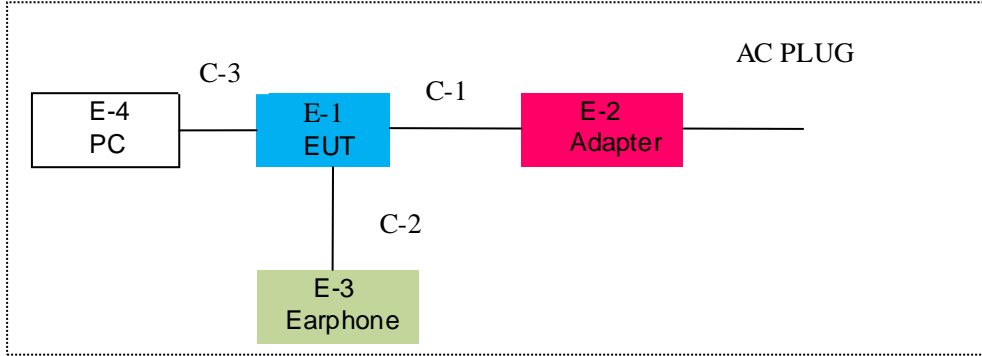 AC PLUG
C-3
C-1
E-4
PC
E-1
EUT
E-2
Adapter
C-2
E-3
Earphone